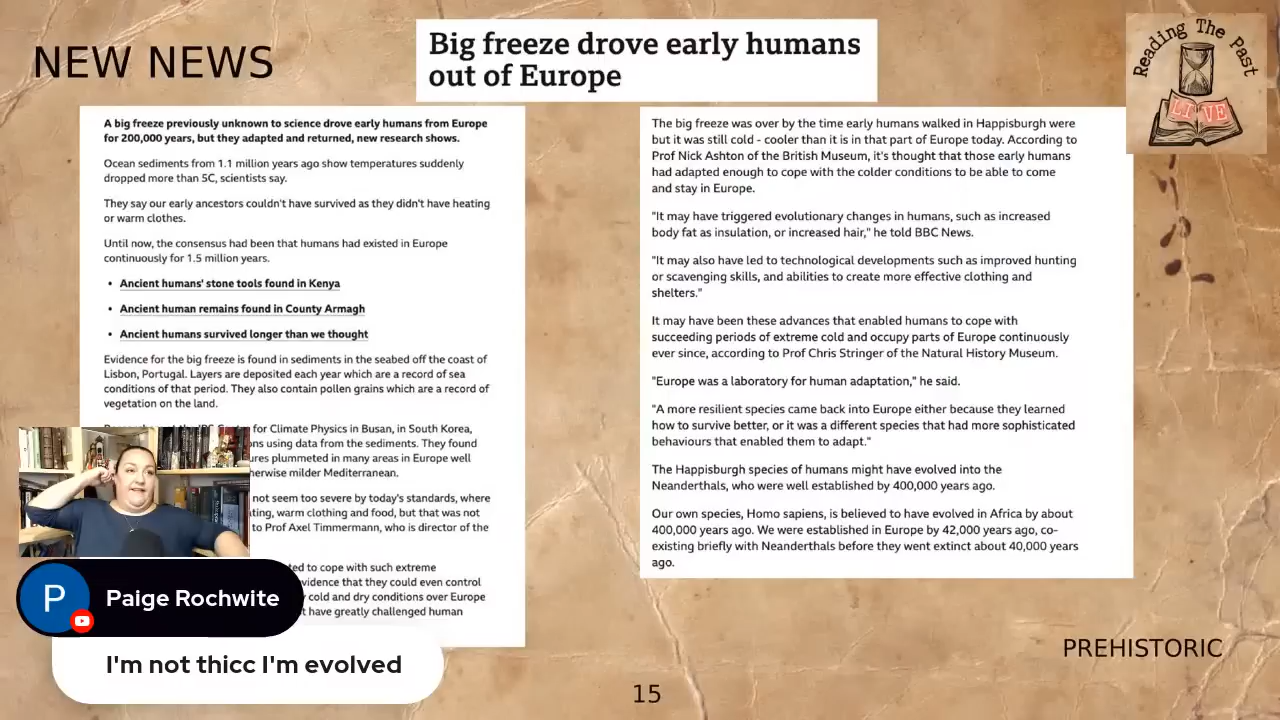 NEW NEWS
Big freeze drove early humans
out of Europe
Reading The Past
LIVE
A big freeze previously unknown to science drove early humans from Europe
for 200,000 years, but they adapted and returned, new research shows.
Ocean sediments from 1.1 million years ago show temperatures suddenly
dropped more than 5C, scientists say.
They say our early ancestors couldn't have survived as they didn't have heating
or warm clothes.
Until now, the consensus had been that humans had existed in Europe
continuously for 1.5 million years.
• Ancient humans' stone tools found in Kenya
• Ancient human remains found in County Armagh
• Ancient humans survived longer than we thought
Evidence for the big freeze is found in sediments in the seabed off the coast of
Lisbon, Portugal. Layers are deposited each year which are a record of sea
conditions of that period. They also contain pollen grains which are a record of
vegetation on the land.
for Climate Physics in Busan, in South Korea,
using data from the sediments. They found
plummeted in many areas in Europe well
milder Mediterranean.
not seem too severe by today's standards, where
warm clothing and food, but that was not
to Prof Axel Timmermann, who is director of the
to cope with such extreme
that they could even control
cold and dry conditions over Europe
have greatly challenged human
The big freeze was over by the time early humans walked in Happisburgh were
but it was still cold - cooler than it is in that part of Europe today. According to
Prof Nick Ashton of the British Museum, it's thought that those early humans
had adapted enough to cope with the colder conditions to be able to come
and stay in Europe.
"It may have triggered evolutionary changes in humans, such as increased
body fat as insulation, or increased hair," he told BBC News.
"It may also have led to technological developments such as improved hunting
or scavenging skills, and abilities to create more effective clothing and
shelters."
It may have been these advances that enabled humans to cope with
succeeding periods of extreme cold and occupy parts of Europe continuously
ever since, according to Prof Chris Stringer of the Natural History Museum.
"Europe was a laboratory for human adaptation," he said.
"A more resilient species came back into Europe either because they learned
how to survive better, or it was a different species that had more sophisticated
behaviours that enabled them to adapt."
The Happisburgh species of humans might have evolved into the
Neanderthals, who were well established by 400,000 years ago.
Our own species, Homo sapiens, is believed to have evolved in Africa by about
400,000 years ago. We were established in Europe by 42,000 years ago, co-
existing briefly with Neanderthals before they went extinct about 40,000 years
ago.
P
Paige Rochwite
I'm not thicc I'm evolved
PREHISTORIC
15